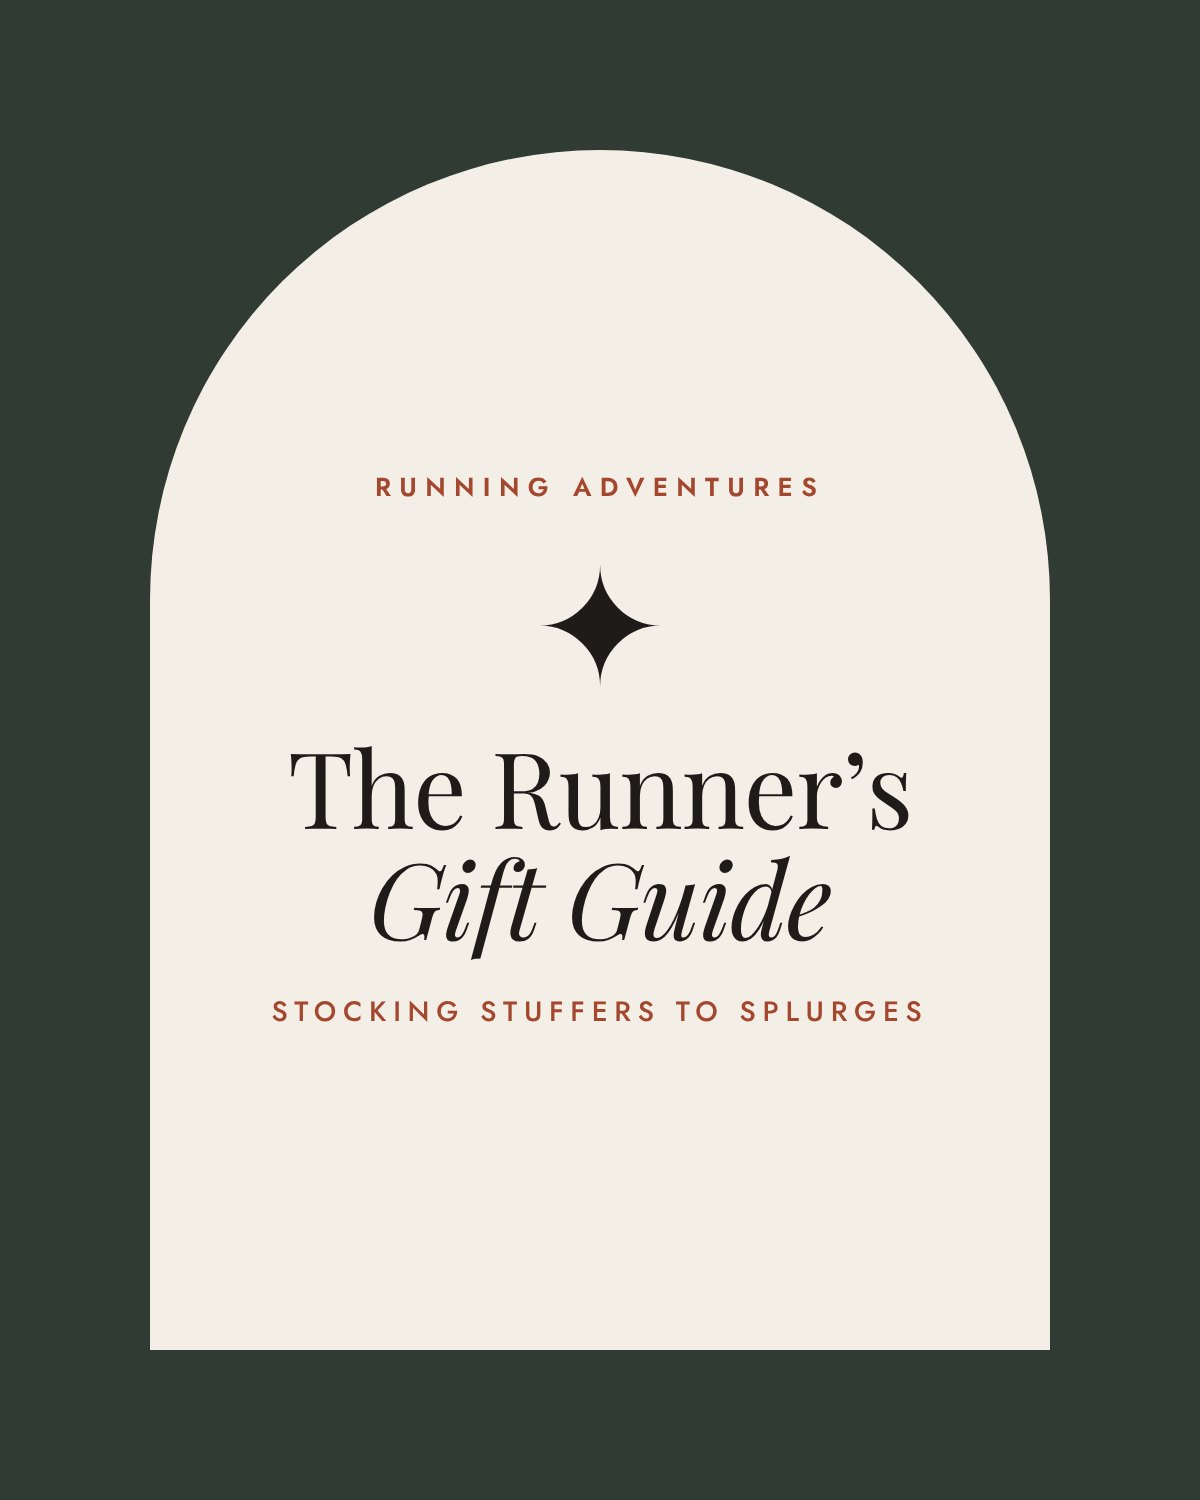 RUNNING ADVENTURES
The Runner’s
Gift Guide
STOCKING STUFFERS TO SPLURGES